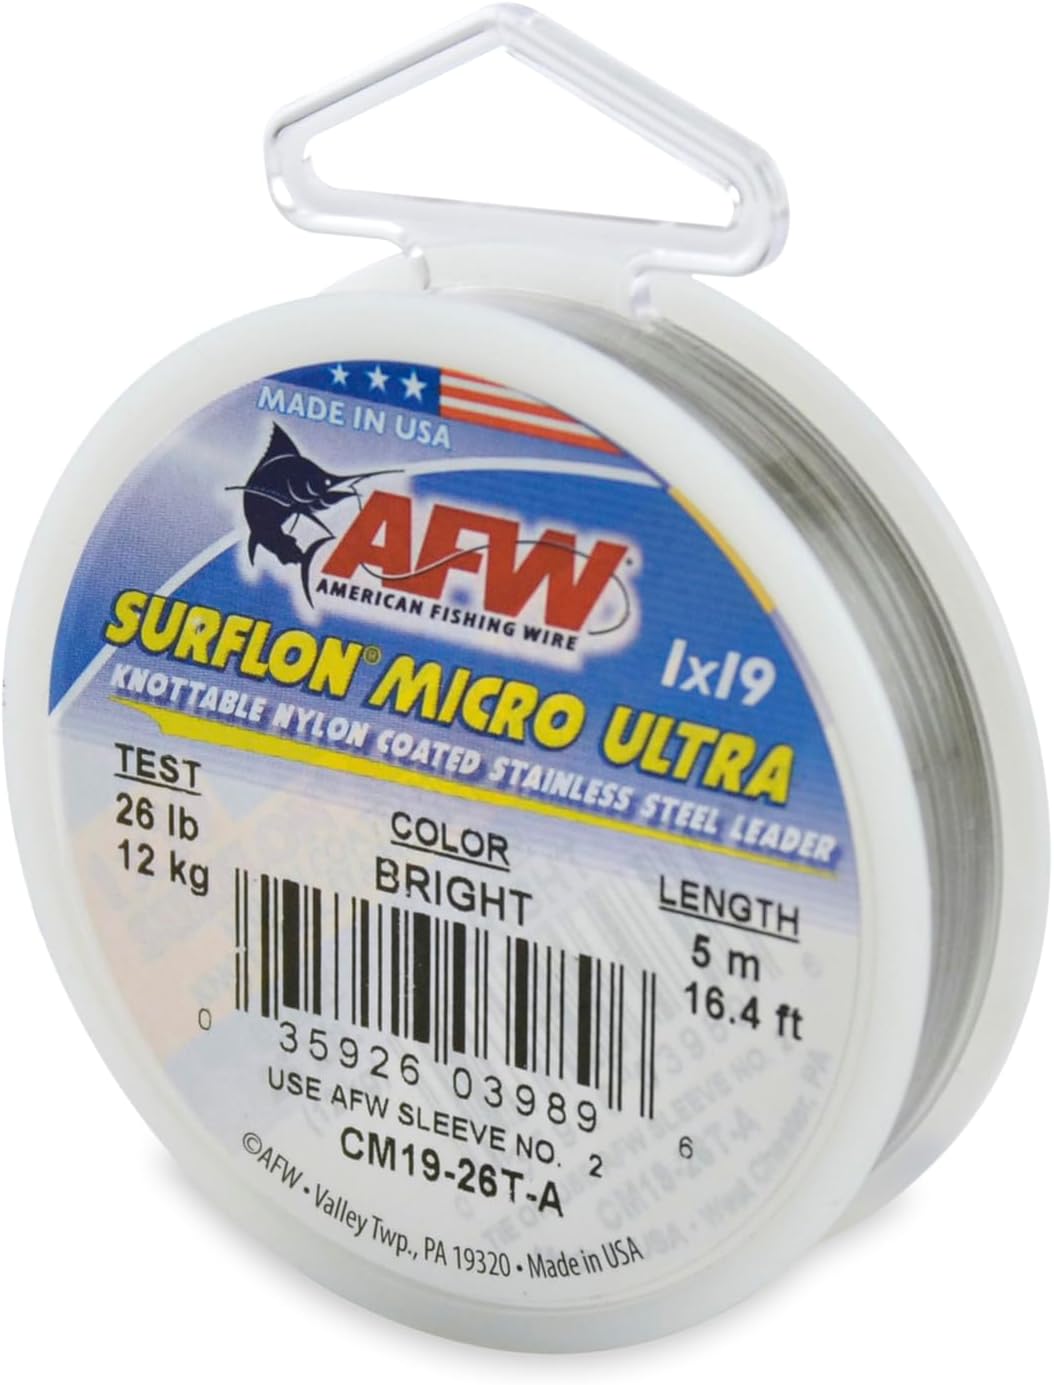 MADE IN USA
AFW
AMERICAN FISHING WIRE
1x19
SURFLON® MICRO ULTRA
KNOTTABLE NYLON COATED STAINLESS STEEL LEADER
TEST
26 lb
12 kg
COLOR
BRIGHT
LENGTH
5 m
16.4 ft
0 35926 03989 6
USE AFW SLEEVE NO. 2
CM19-26T-A
©AFW • Valley Twp., PA 19320 • Made in USA